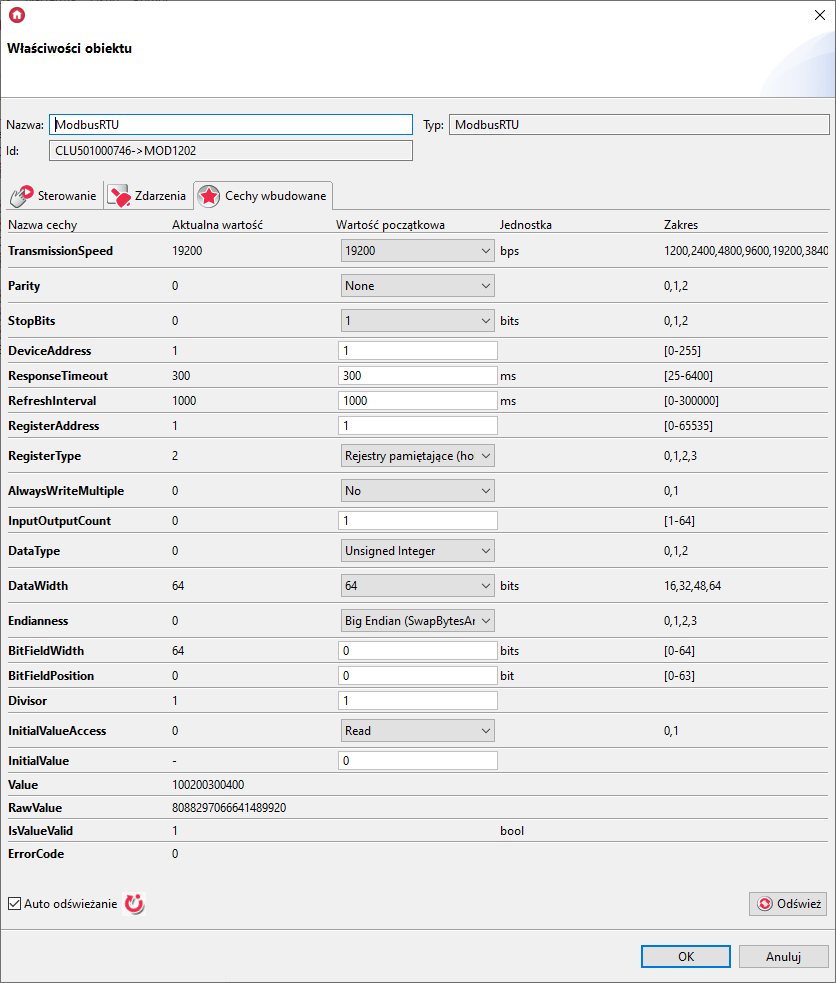 Właściwości obiektu
Nazwa: ModbusRTU Typ: ModbusRTU
Id: CLU501000746->MOD1202
Sterowanie Zdarzenia Cechy wbudowane
Nazwa cechy Aktualna wartość Wartość początkowa Jednostka Zakres
TransmissionSpeed 19200 19200 bps 1200,2400,4800,9600,19200,3840
Parity 0 None 0,1,2
StopBits 0 1 bits 0,1,2
DeviceAddress 1 1 [0-255]
ResponseTimeout 300 300 ms [25-6400]
RefreshInterval 1000 1000 ms [0-300000]
RegisterAddress 1 1 [0-65535]
RegisterType 2 Rejestry pamiętające (ho 0,1,2,3
AlwaysWriteMultiple 0 No 0,1
InputOutputCount 0 1 [1-64]
DataType 0 Unsigned Integer 0,1,2
DataWidth 64 64 bits 16,32,48,64
Endianness 0 Big Endian (SwapBytesAr 0,1,2,3
BitFieldWidth 64 0 bits [0-64]
BitFieldPosition 0 0 bit [0-63]
Divisor 1 1
InitialValueAccess 0 Read 0,1
InitialValue - 0
Value 100200300400
RawValue 8088297066641489920
IsValueValid 1 bool
ErrorCode 0
Auto odświeżanie Odśwież
OK Anuluj